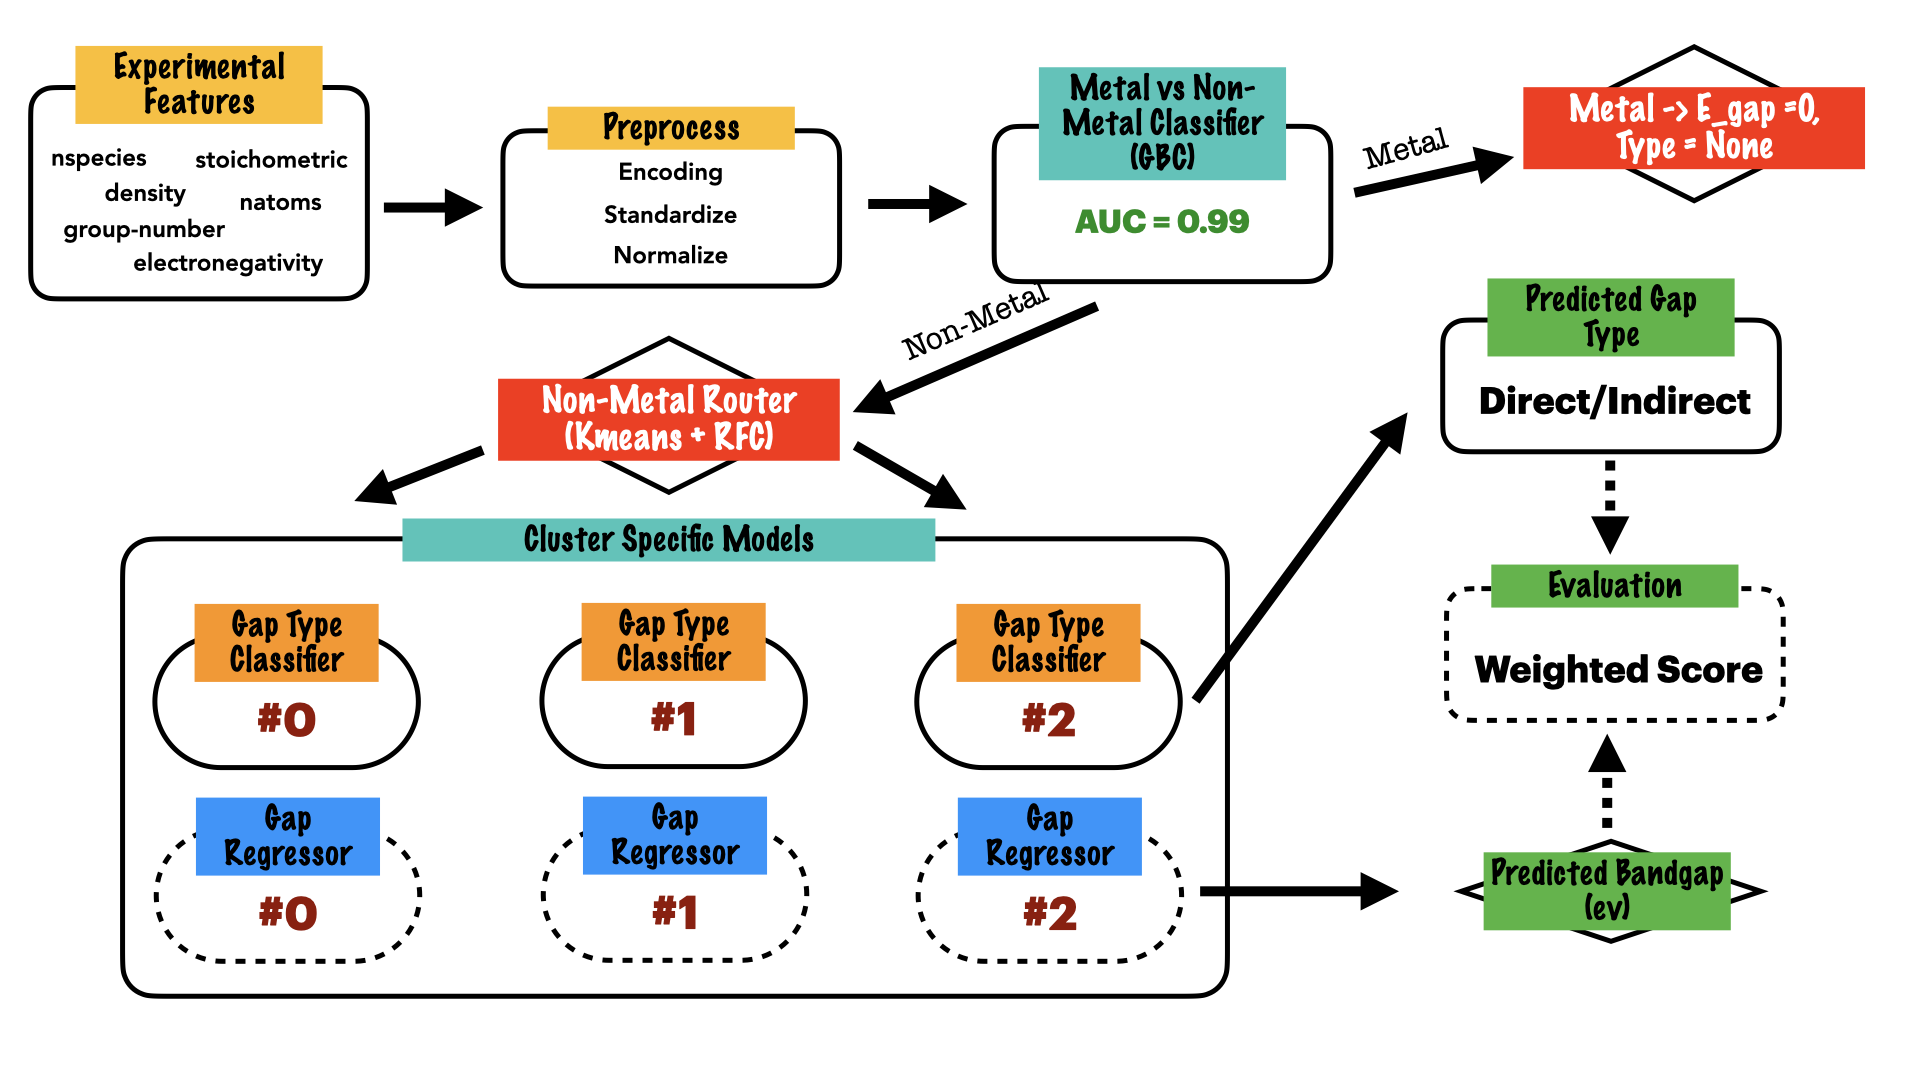 Experimental
Features
nspecies
stoichometric
density
natoms
group-number
electronegativity
Preprocess
Encoding
Standardize
Normalize
Metal vs Non-
Metal Classifier
(GBC)
AUC = 0.99
Metal
Metal -> E_gap =0,
Type = None
Non-Metal
Non-Metal Router
(Kmeans + RFC)
Cluster Specific Models
Gap Type
Classifier
#0
Gap Type
Classifier
#1
Gap Type
Classifier
#2
Gap
Regressor
#0
Gap
Regressor
#1
Gap
Regressor
#2
Predicted Gap
Type
Direct/Indirect
Evaluation
Weighted Score
Predicted Bandgap
(ev)